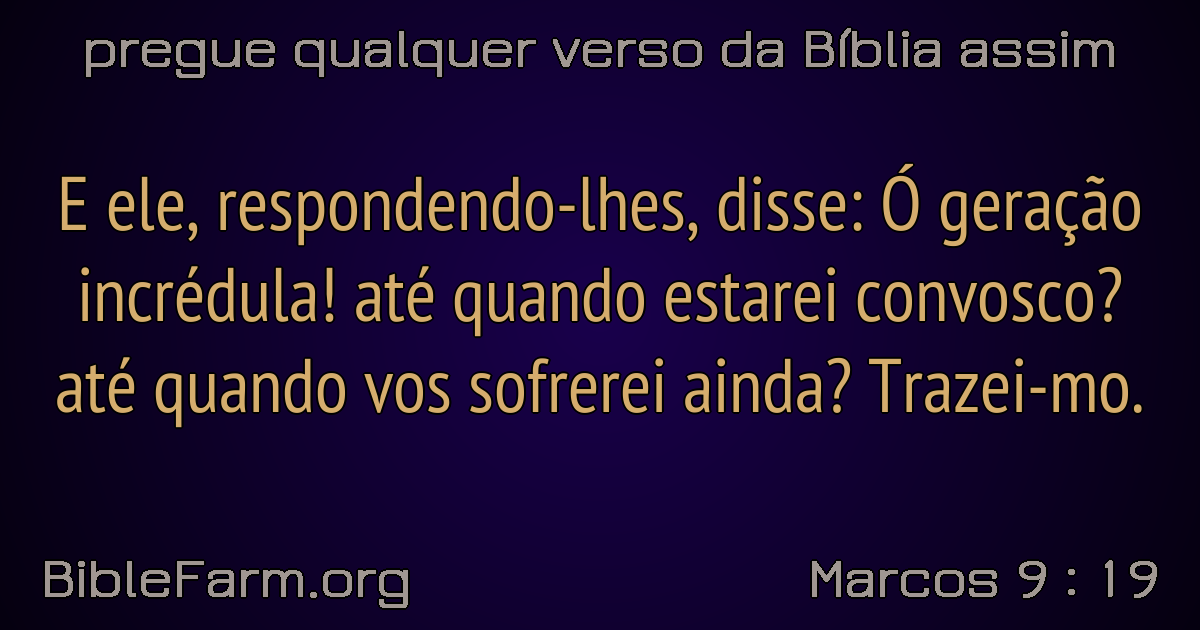 pregue qualquer verso da Bíblia assim
E ele, respondendo-lhes, disse: Ó geração
incrédula! até quando estarei convosco?
até quando vos sofrerei ainda? Trazei-mo.
BibleFarm.org
Marcos 9 : 19